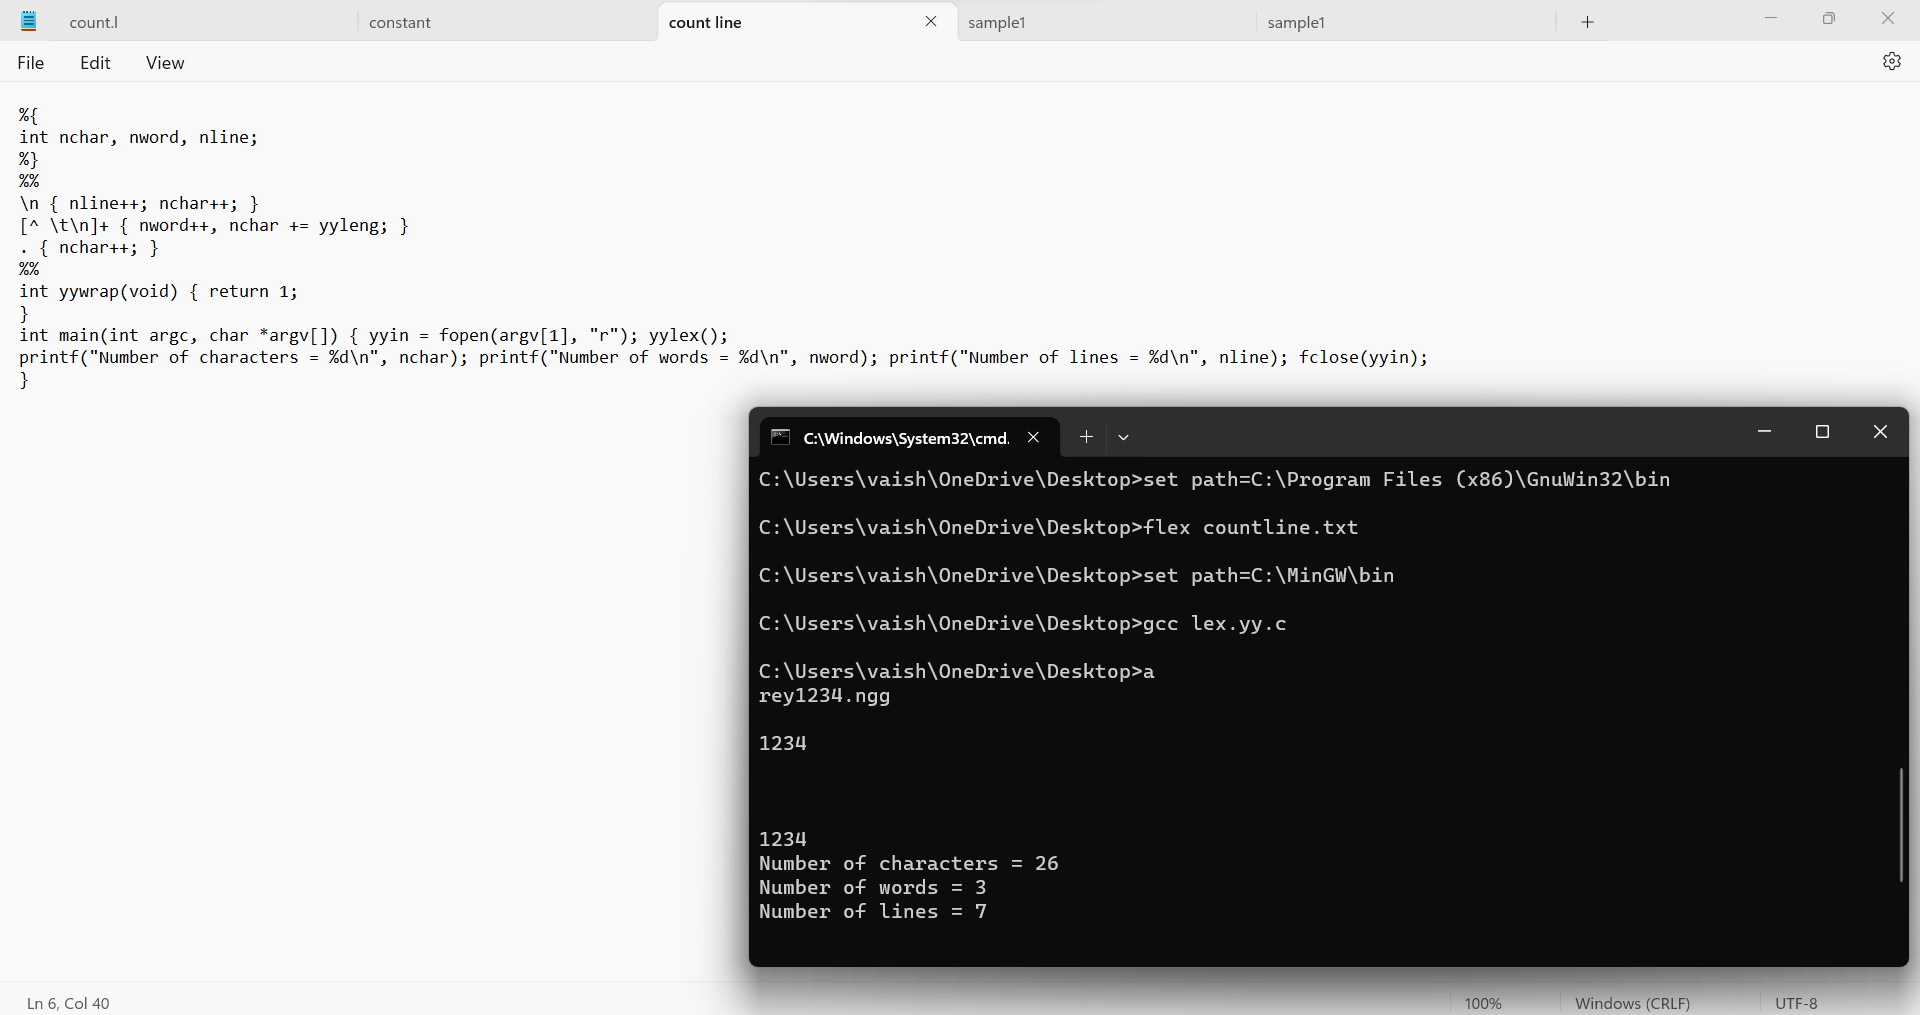 count.l
constant
count line
sample1
sample1
File
Edit
View
%{
int nchar, nword, nline;
%}
%%
\n { nline++; nchar++; }
[^ \t\n]+ { nword++, nchar += yyleng; }
. { nchar++; }
%%
int yywrap(void) { return 1;
}
int main(int argc, char *argv[]) { yyin = fopen(argv[1], "r"); yylex();
printf("Number of characters = %d\n", nchar); printf("Number of words = %d\n", nword); printf("Number of lines = %d\n", nline); fclose(yyin);
}
C:\Windows\System32\cmd.
C:\Users\vaish\OneDrive\Desktop>set path=C:\Program Files (x86)\GnuWin32\bin
C:\Users\vaish\OneDrive\Desktop>flex countline.txt
C:\Users\vaish\OneDrive\Desktop>set path=C:\MinGW\bin
C:\Users\vaish\OneDrive\Desktop>gcc lex.yy.c
C:\Users\vaish\OneDrive\Desktop>a
rey1234.ngg
1234
1234
Number of characters = 26
Number of words = 3
Number of lines = 7
Ln 6, Col 40
100%
Windows (CRLF)
UTF-8